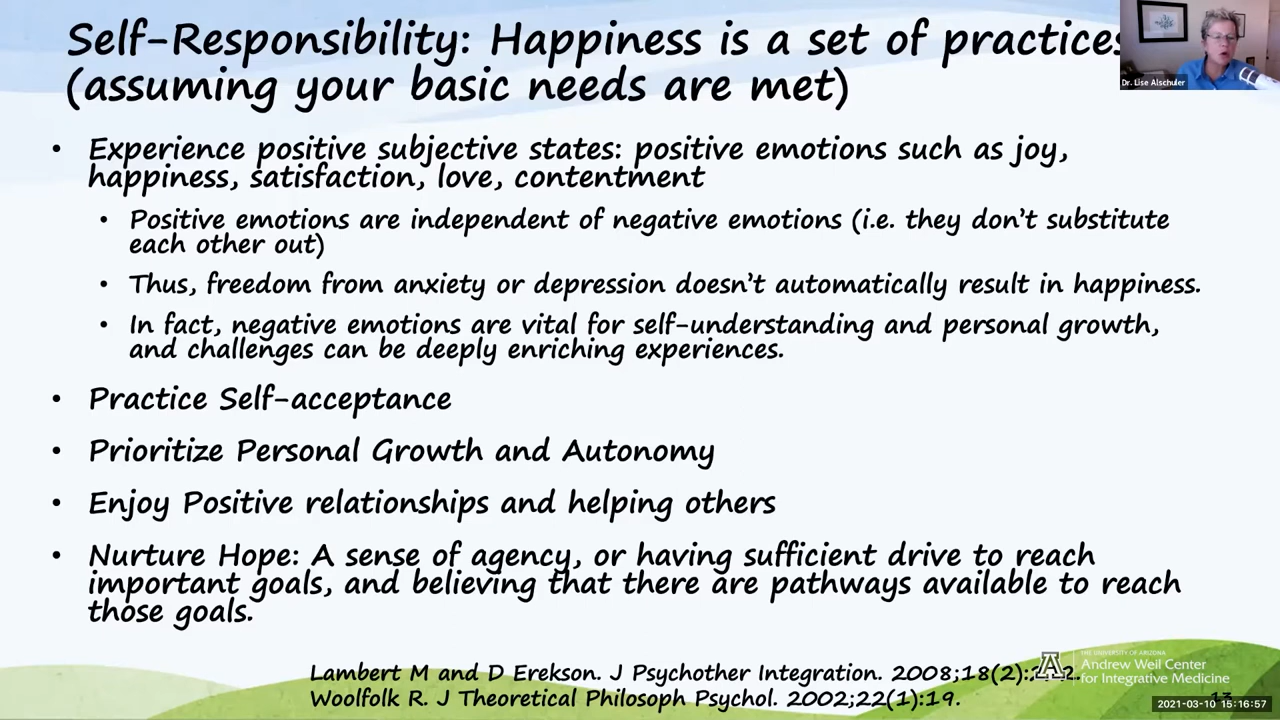 Self-Responsibility: Happiness is a set of practices
(assuming your basic needs are met)
Dr. Lise Alschuler
• Experience positive subjective states: positive emotions such as joy,
happiness, satisfaction, love, contentment
• Positive emotions are independent of negative emotions (i.e. they don't substitute
each other out)
• Thus, freedom from anxiety or depression doesn't automatically result in happiness.
• In fact, negative emotions are vital for self-understanding and personal growth,
and challenges can be deeply enriching experiences.
• Practice Self-acceptance
• Prioritize Personal Growth and Autonomy
• Enjoy Positive relationships and helping others
• Nurture Hope: A sense of agency, or having sufficient drive to reach
important goals, and believing that there are pathways available to reach
those goals.
Lambert M and D Erekson. J Psychother Integration. 2008;18(2):
Woolfolk R. J Theoretical Philosoph Psychol. 2002;22(1):19.
THE UNIVERSITY OF ARIZONA
Andrew Weil Center
for Integrative Medicine
2021-03-10 15:16:57